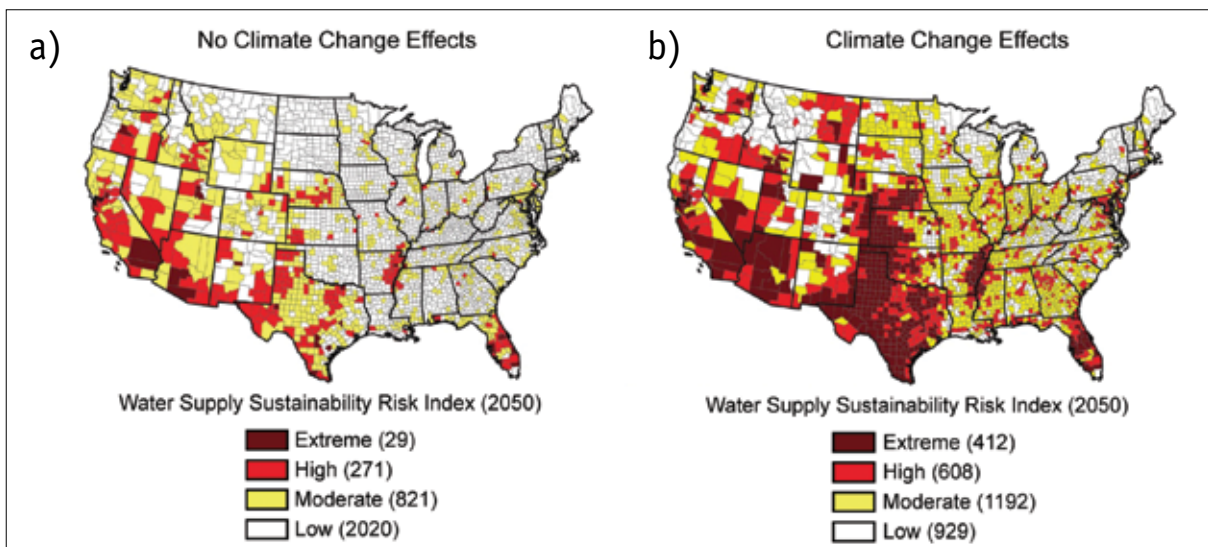 a)
No Climate Change Effects
Water Supply Sustainability Risk Index (2050)
Extreme (29)
High (271)
Moderate (821)
Low (2020)
b)
Climate Change Effects
Water Supply Sustainability Risk Index (2050)
Extreme (412)
High (608)
Moderate (1192)
Low (929)